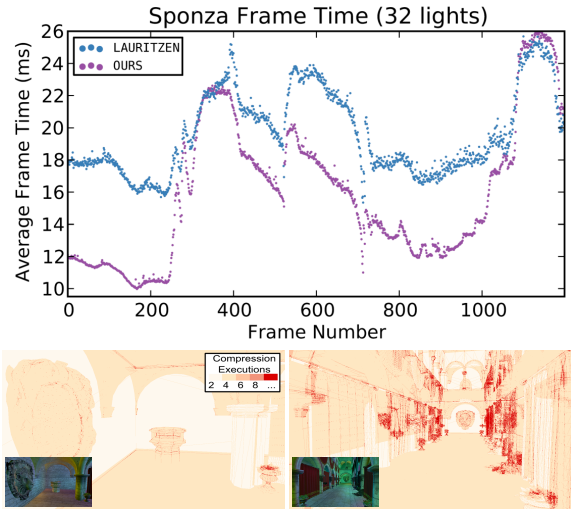 Sponza Frame Time (32 lights)
Average Frame Time (ms)
LAURITZEN
OURS
26
24
22
20
18
16
14
12
10
0 200 400 600 800 1000
Frame Number
Compression
Executions
2 4 6 8 ...